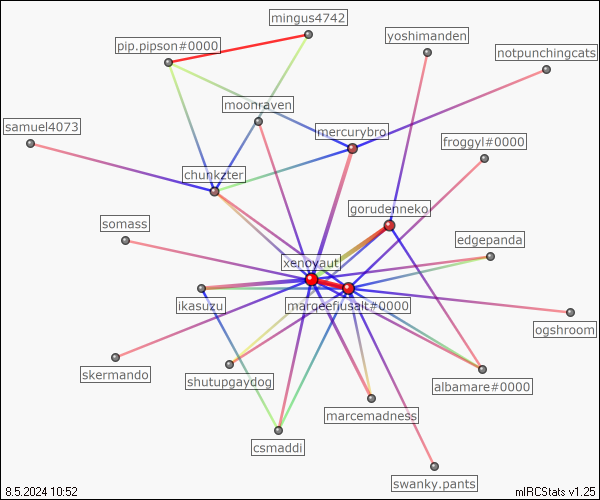 mingus4742
pip.pipson#0000
yoshimanden
notpunchingcats
moonraven
samuel4073
mercurybro
froggyl#0000
chunkzter
gorudenneko
somass
edgepanda
xenoyaut
ikasuzu
margeefiusalt#0000
ogshroom
skermando
shutupgaydog
albamare#0000
marcemadness
csmaddi
swanky.pants
8.5.2024 10:52
mIRCStats v1.25